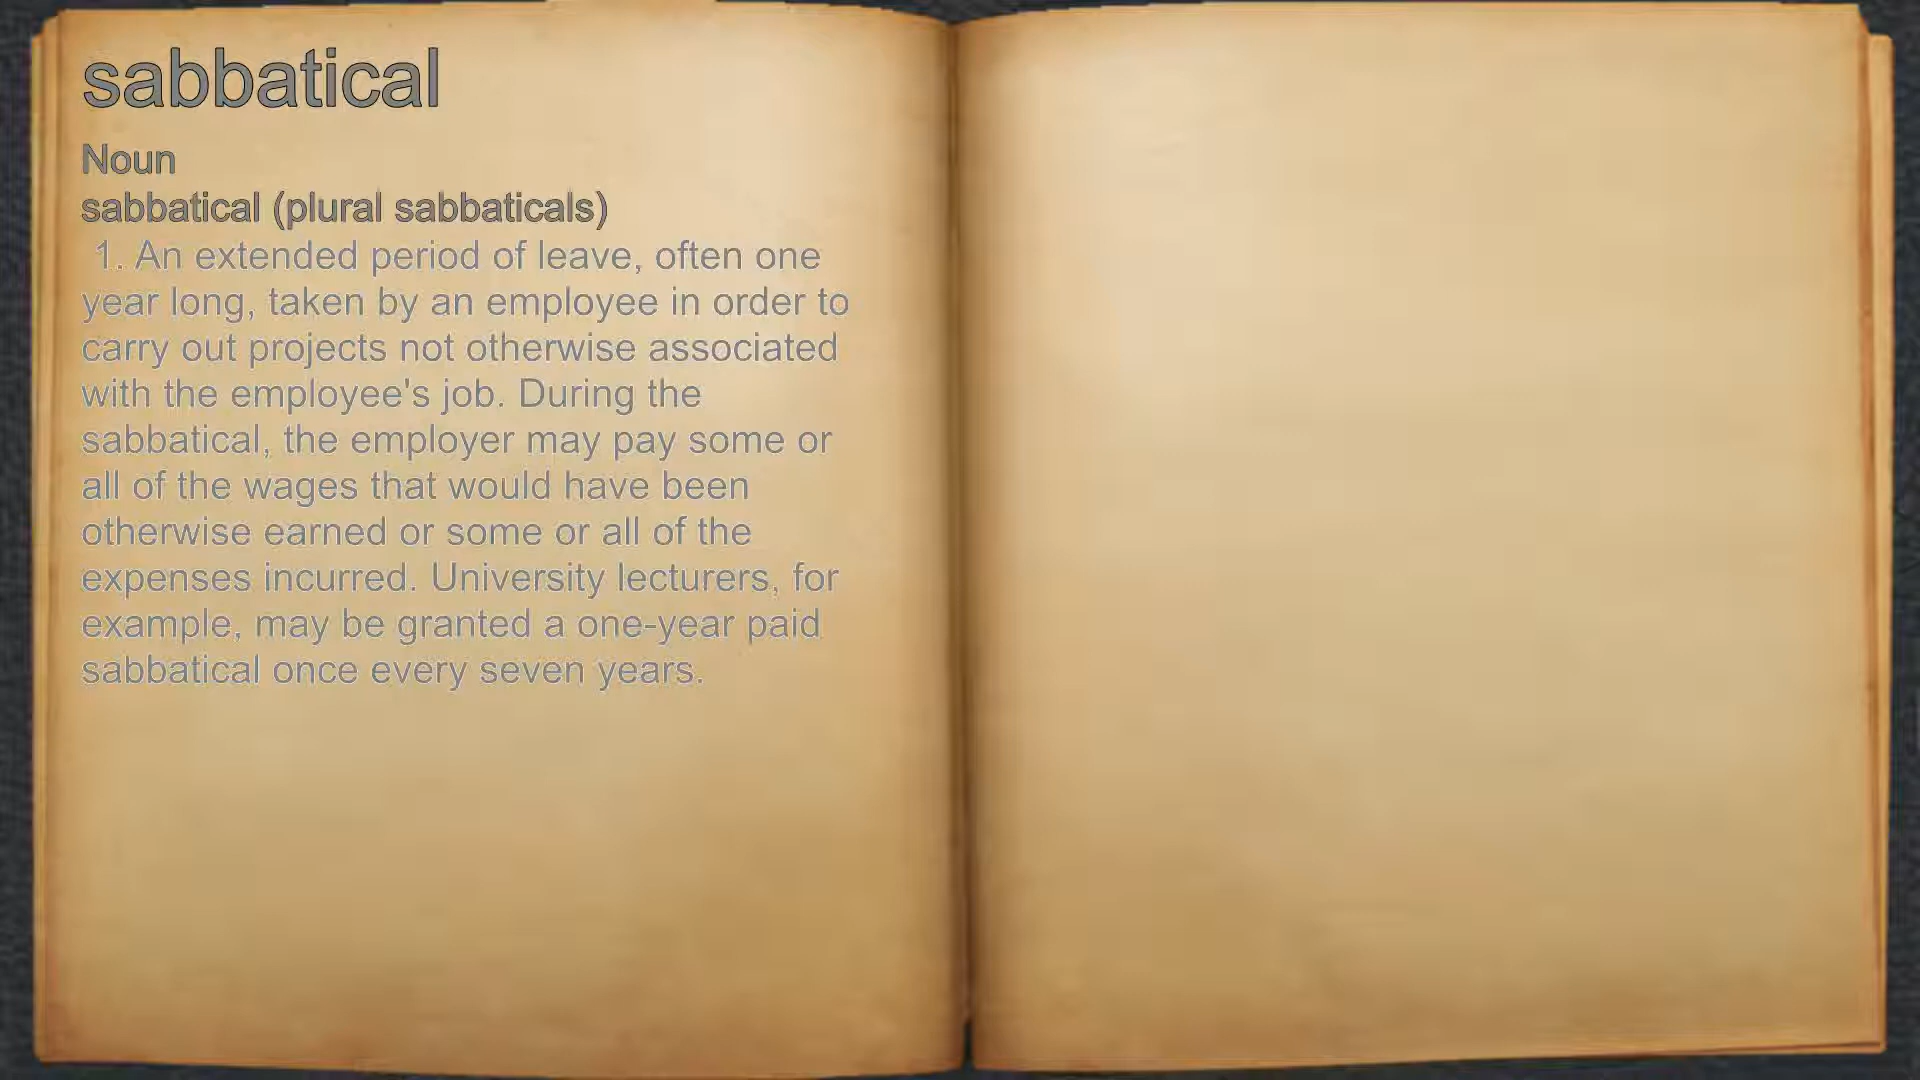 sabbatical
Noun
sabbatical (plural sabbaticals)
1. An extended period of leave, often one
year long, taken by an employee in order to
carry out projects not otherwise associated
with the employee's job. During the
sabbatical, the employer may pay some or
all of the wages that would have been
otherwise earned or some or all of the
expenses incurred. University lecturers, for
example, may be granted a one-year paid
sabbatical once every seven years.